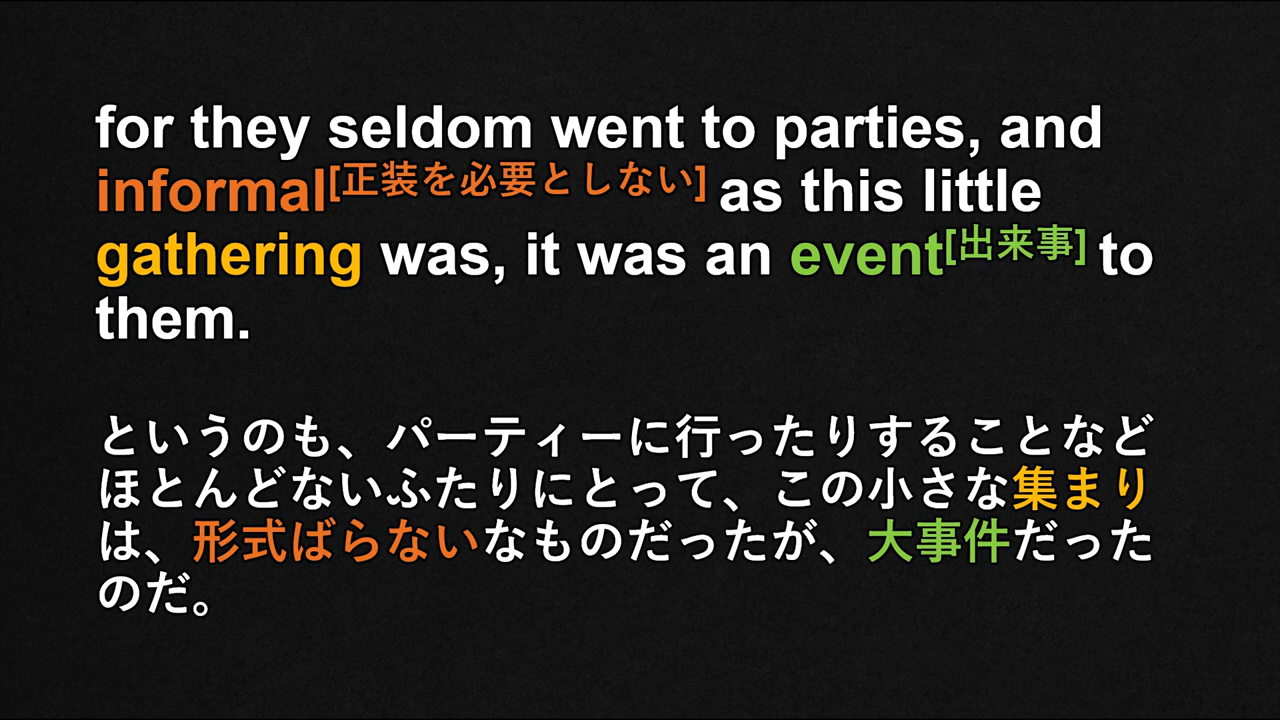 for they seldom went to parties, and
informal[正装を必要としない] as this little
gathering was, it was an event[出来事] to
them.
というのも、パーティーに行ったりすることなど
ほとんどないふたりにとって、この小さな集まり
は、形式ばらないなものだったが、大事件だった
のだ。